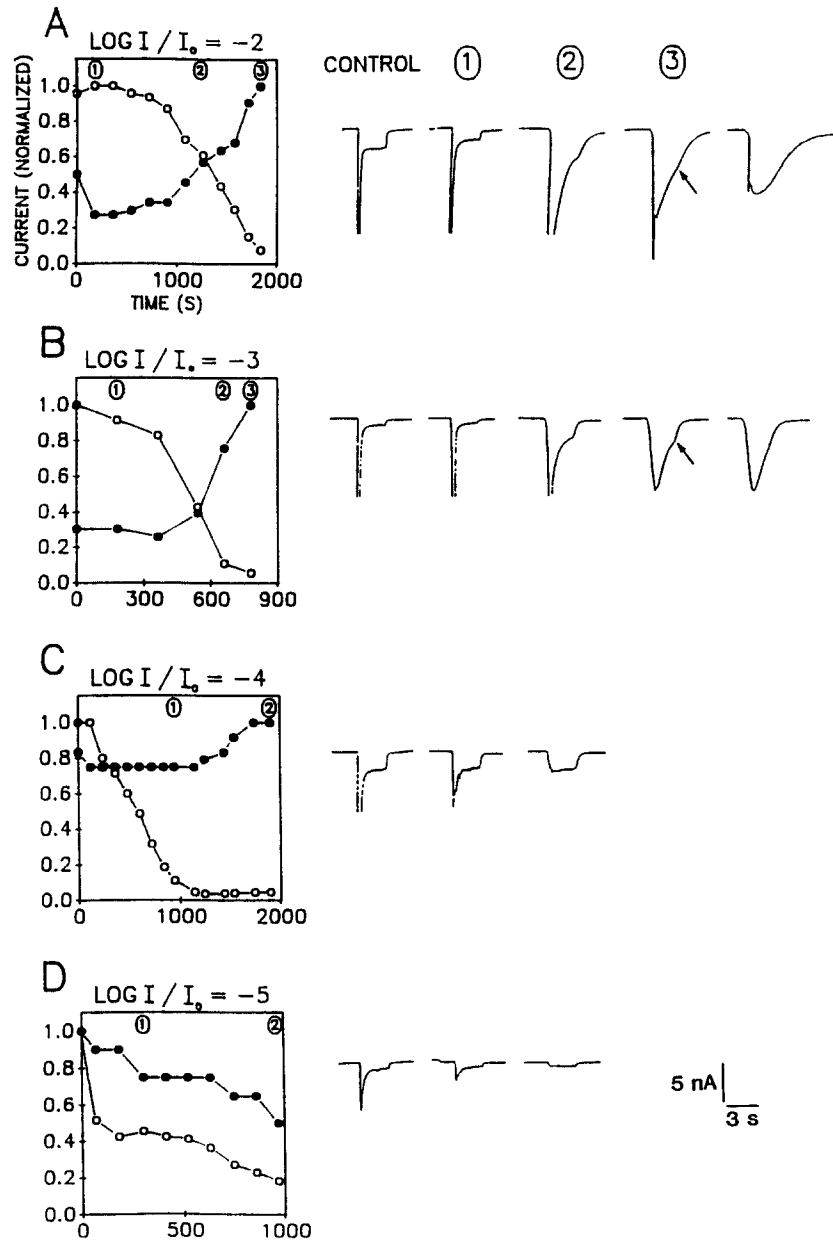 A
LOG I / I₀ = -2
CONTROL ① ② ③
① ② ③
CURRENT (NORMALIZED)
1.0
0.8
0.6
0.4
0.2
0.0
0 1000 2000
TIME (S)
B
LOG I / I₀ = -3
① ② ③
1.0
0.8
0.6
0.4
0.2
0.0
0 300 600 900
C
LOG I / I₀ = -4
① ②
1.0
0.8
0.6
0.4
0.2
0.0
0 1000 2000
D
LOG I / I₀ = -5
① ②
1.0
0.8
0.6
0.4
0.2
0.0
0 500 1000
5 nA
3 s